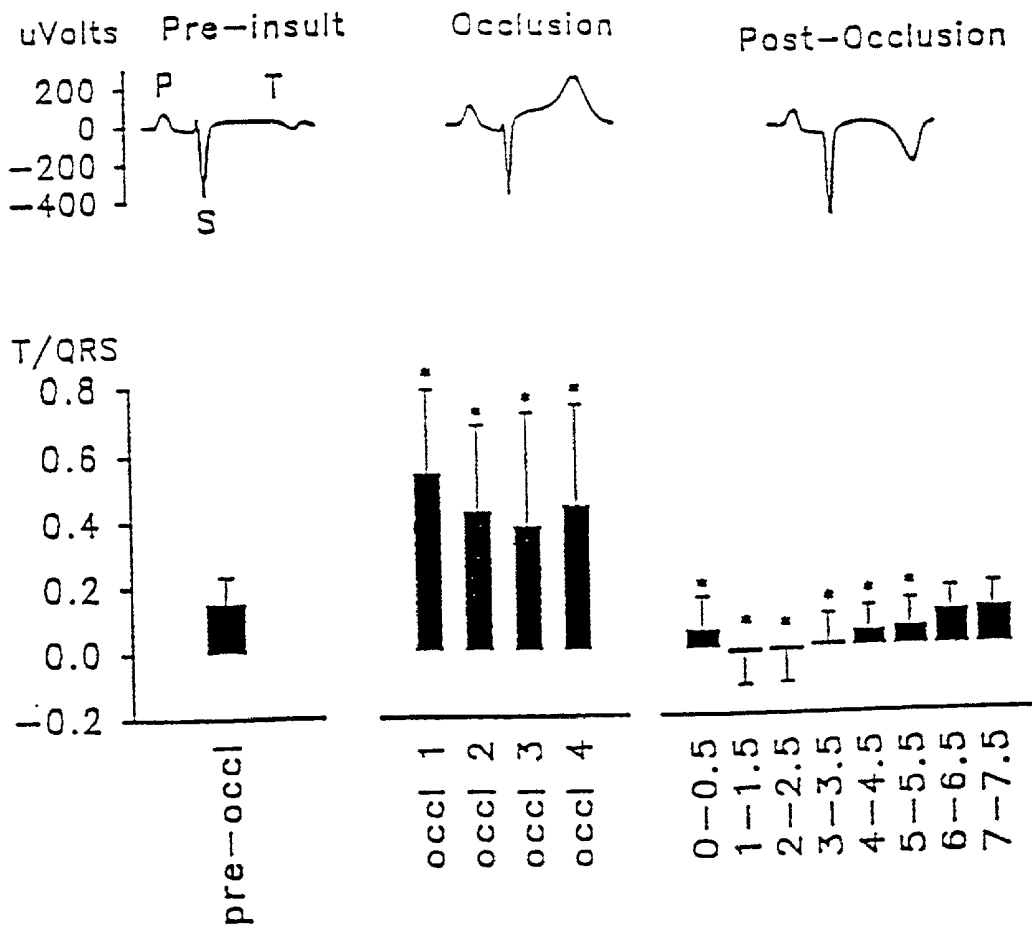 uVolts Pre-insult Occlusion Post-Occlusion
200 P T
0
-200
-400
S
T/QRS
0.8 * * * *
0.6
0.4
0.2 * * * * * *
0.0
-0.2
pre-occl
occl 1
occl 2
occl 3
occl 4
0-0.5
1-1.5
2-2.5
3-3.5
4-4.5
5-5.5
6-6.5
7-7.5